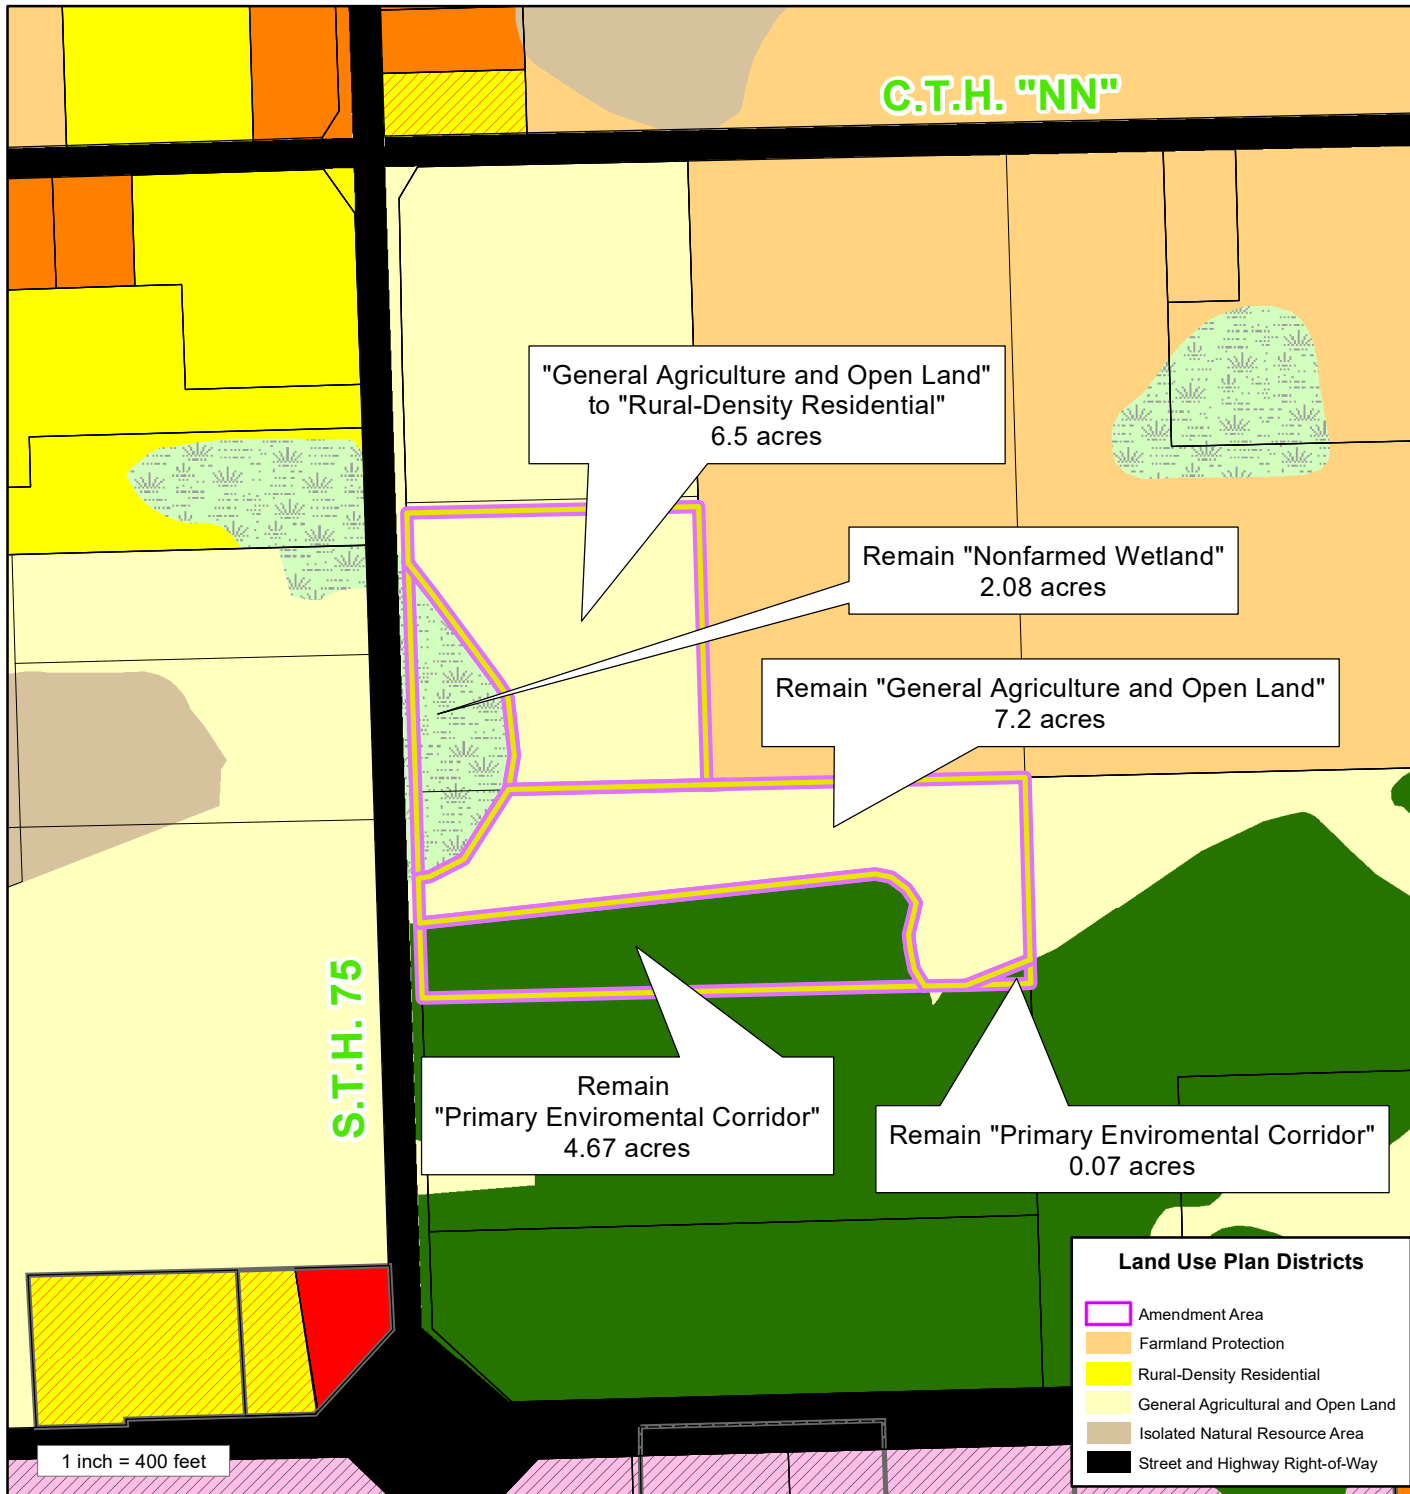 C.T.H. "NN"
"General Agriculture and Open Land"
to "Rural-Density Residential"
6.5 acres
Remain "Nonfarmed Wetland"
2.08 acres
Remain "General Agriculture and Open Land"
7.2 acres
S.T.H. 75
Remain
"Primary Enviromental Corridor"
4.67 acres
Remain "Primary Enviromental Corridor"
0.07 acres
Land Use Plan Districts
Amendment Area
Farmland Protection
Rural-Density Residential
General Agricultural and Open Land
Isolated Natural Resource Area
Street and Highway Right-of-Way
1 inch = 400 feet